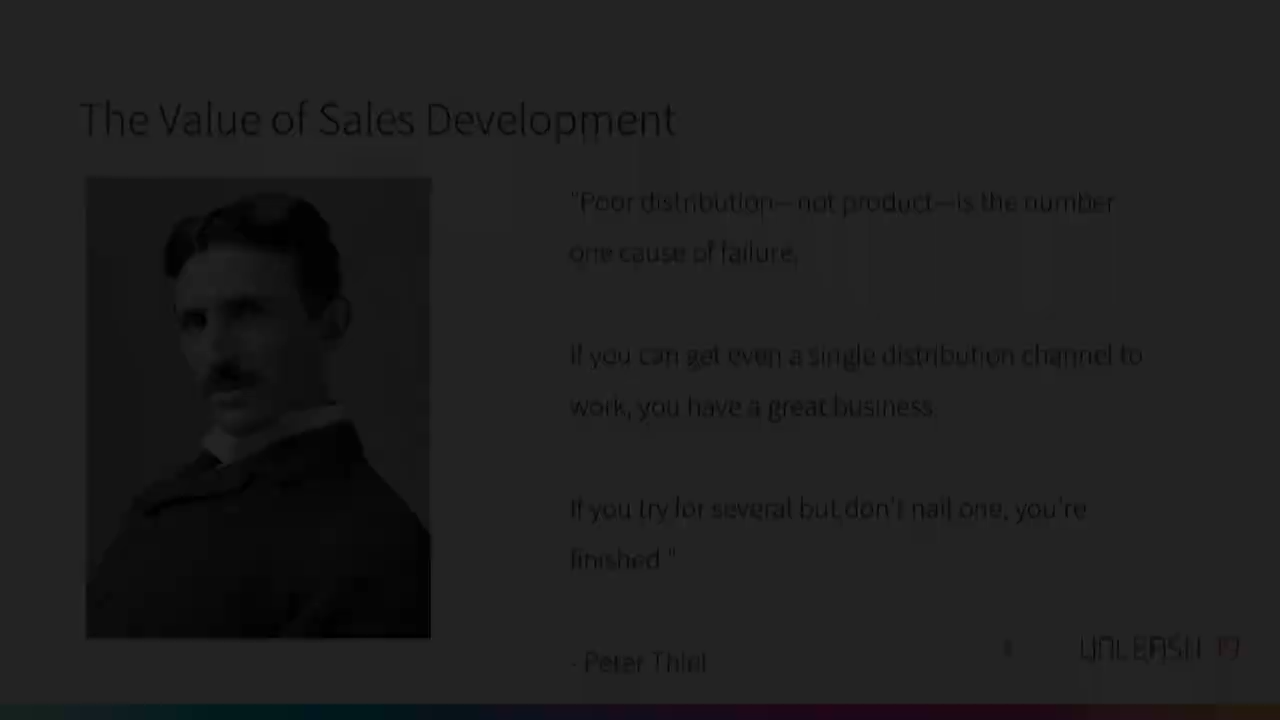 The Value of Sales Development
"Poor distribution—not product—is the number
one cause of failure.
If you can get even a single distribution channel to
work, you have a great business.
If you try for several but don't nail one, you're
finished."
- Peter Thiel
UNLEASH 19